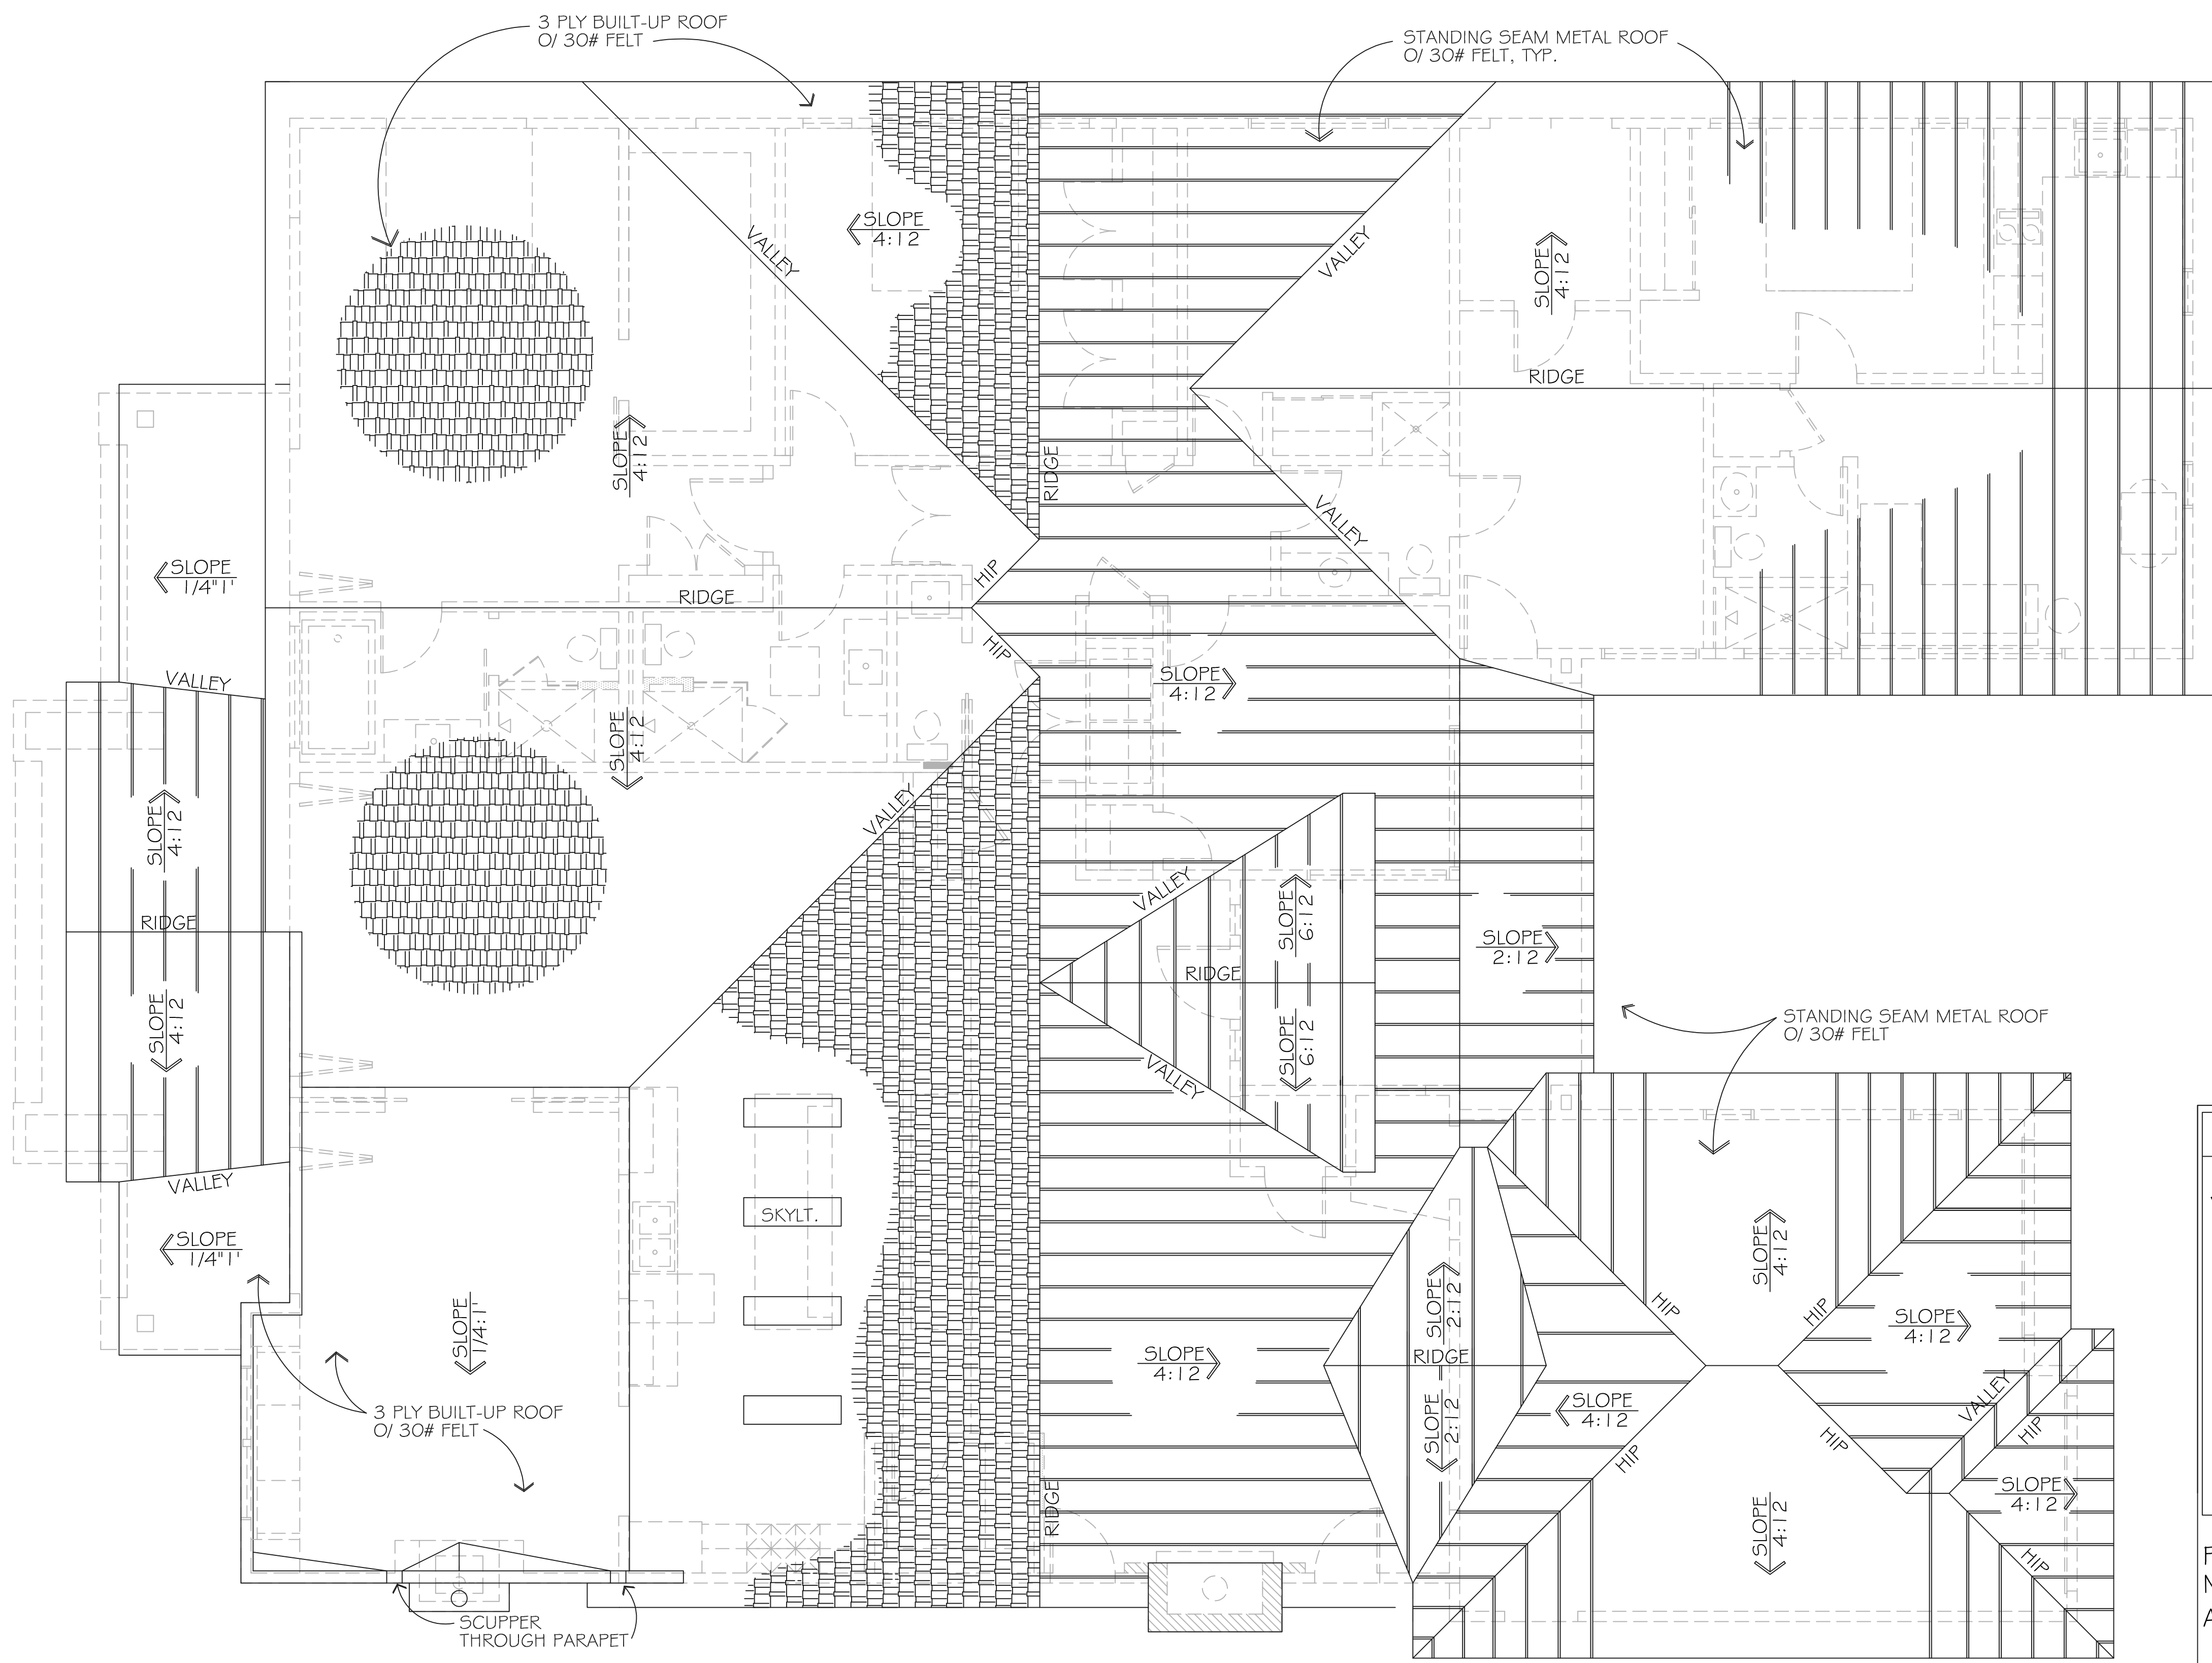 3 PLY BUILT-UP ROOF
O/ 30# FELT
STANDING SEAM METAL ROOF
O/ 30# FELT, TYP.
SLOPE
4:12
VALLEY
VALLEY
SLOPE
4:12
RIDGE
SLOPE
4:12
RIDGE
VALLEY
SLOPE
1/4"1'
HIP
RIDGE
HIP
VALLEY
SLOPE
4:12
SLOPE
4:12
VALLEY
SLOPE
4:12
VALLEY
SLOPE
6:12
RIDGE
SLOPE
2:12
RIDGE
SLOPE
4:12
SLOPE
6:12
STANDING SEAM METAL ROOF
O/ 30# FELT
VALLEY
VALLEY
SKYLT.
SLOPE
1/4"1'
SLOPE
4:12
SLOPE
2:12
HIP
HIP
SLOPE
4:12
SLOPE
1/4:1'
SLOPE
4:12
RIDGE
3 PLY BUILT-UP ROOF
O/ 30# FELT
SLOPE
2:12
SLOPE
4:12
VALLEY
HIP
HIP
HIP
RIDGE
SLOPE
4:12
SLOPE
4:12
HIP
SCUPPER
THROUGH PARAPET